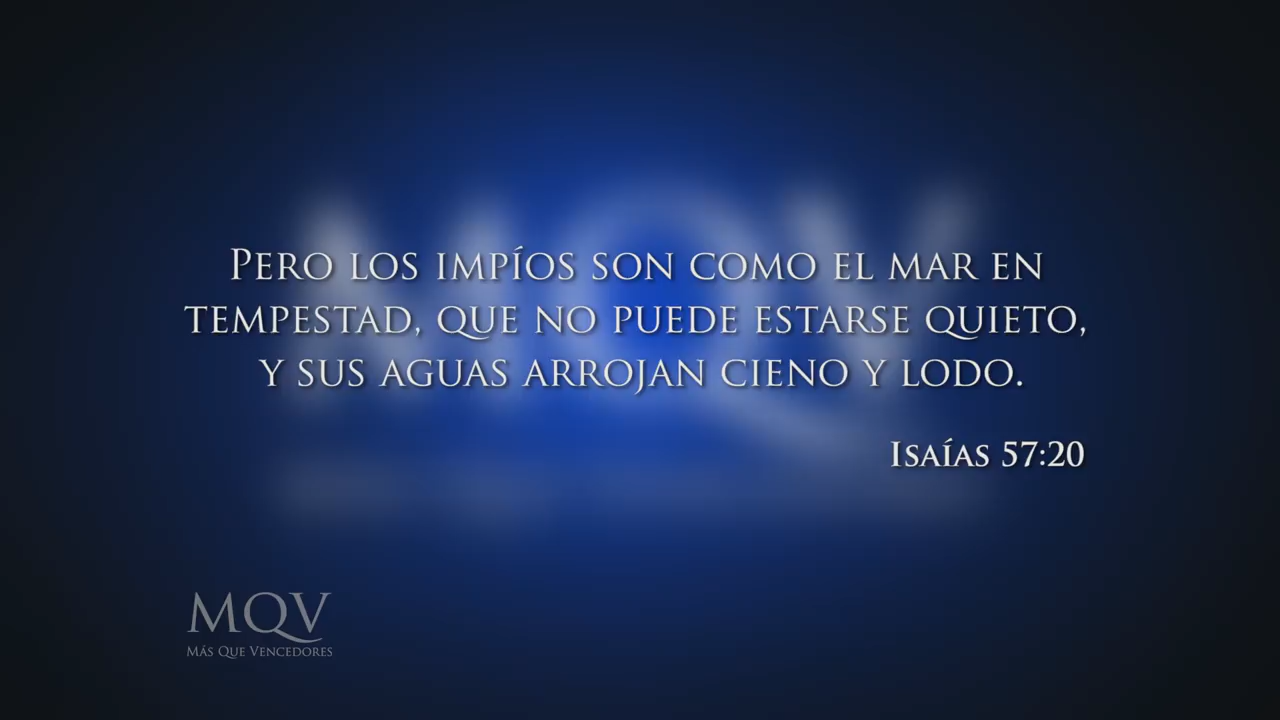 Pero los impíos son como el mar en
tempestad, que no puede estarse quieto,
y sus aguas arrojan cieno y lodo.
Isaías 57:20
MQV
Más Que Vencedores